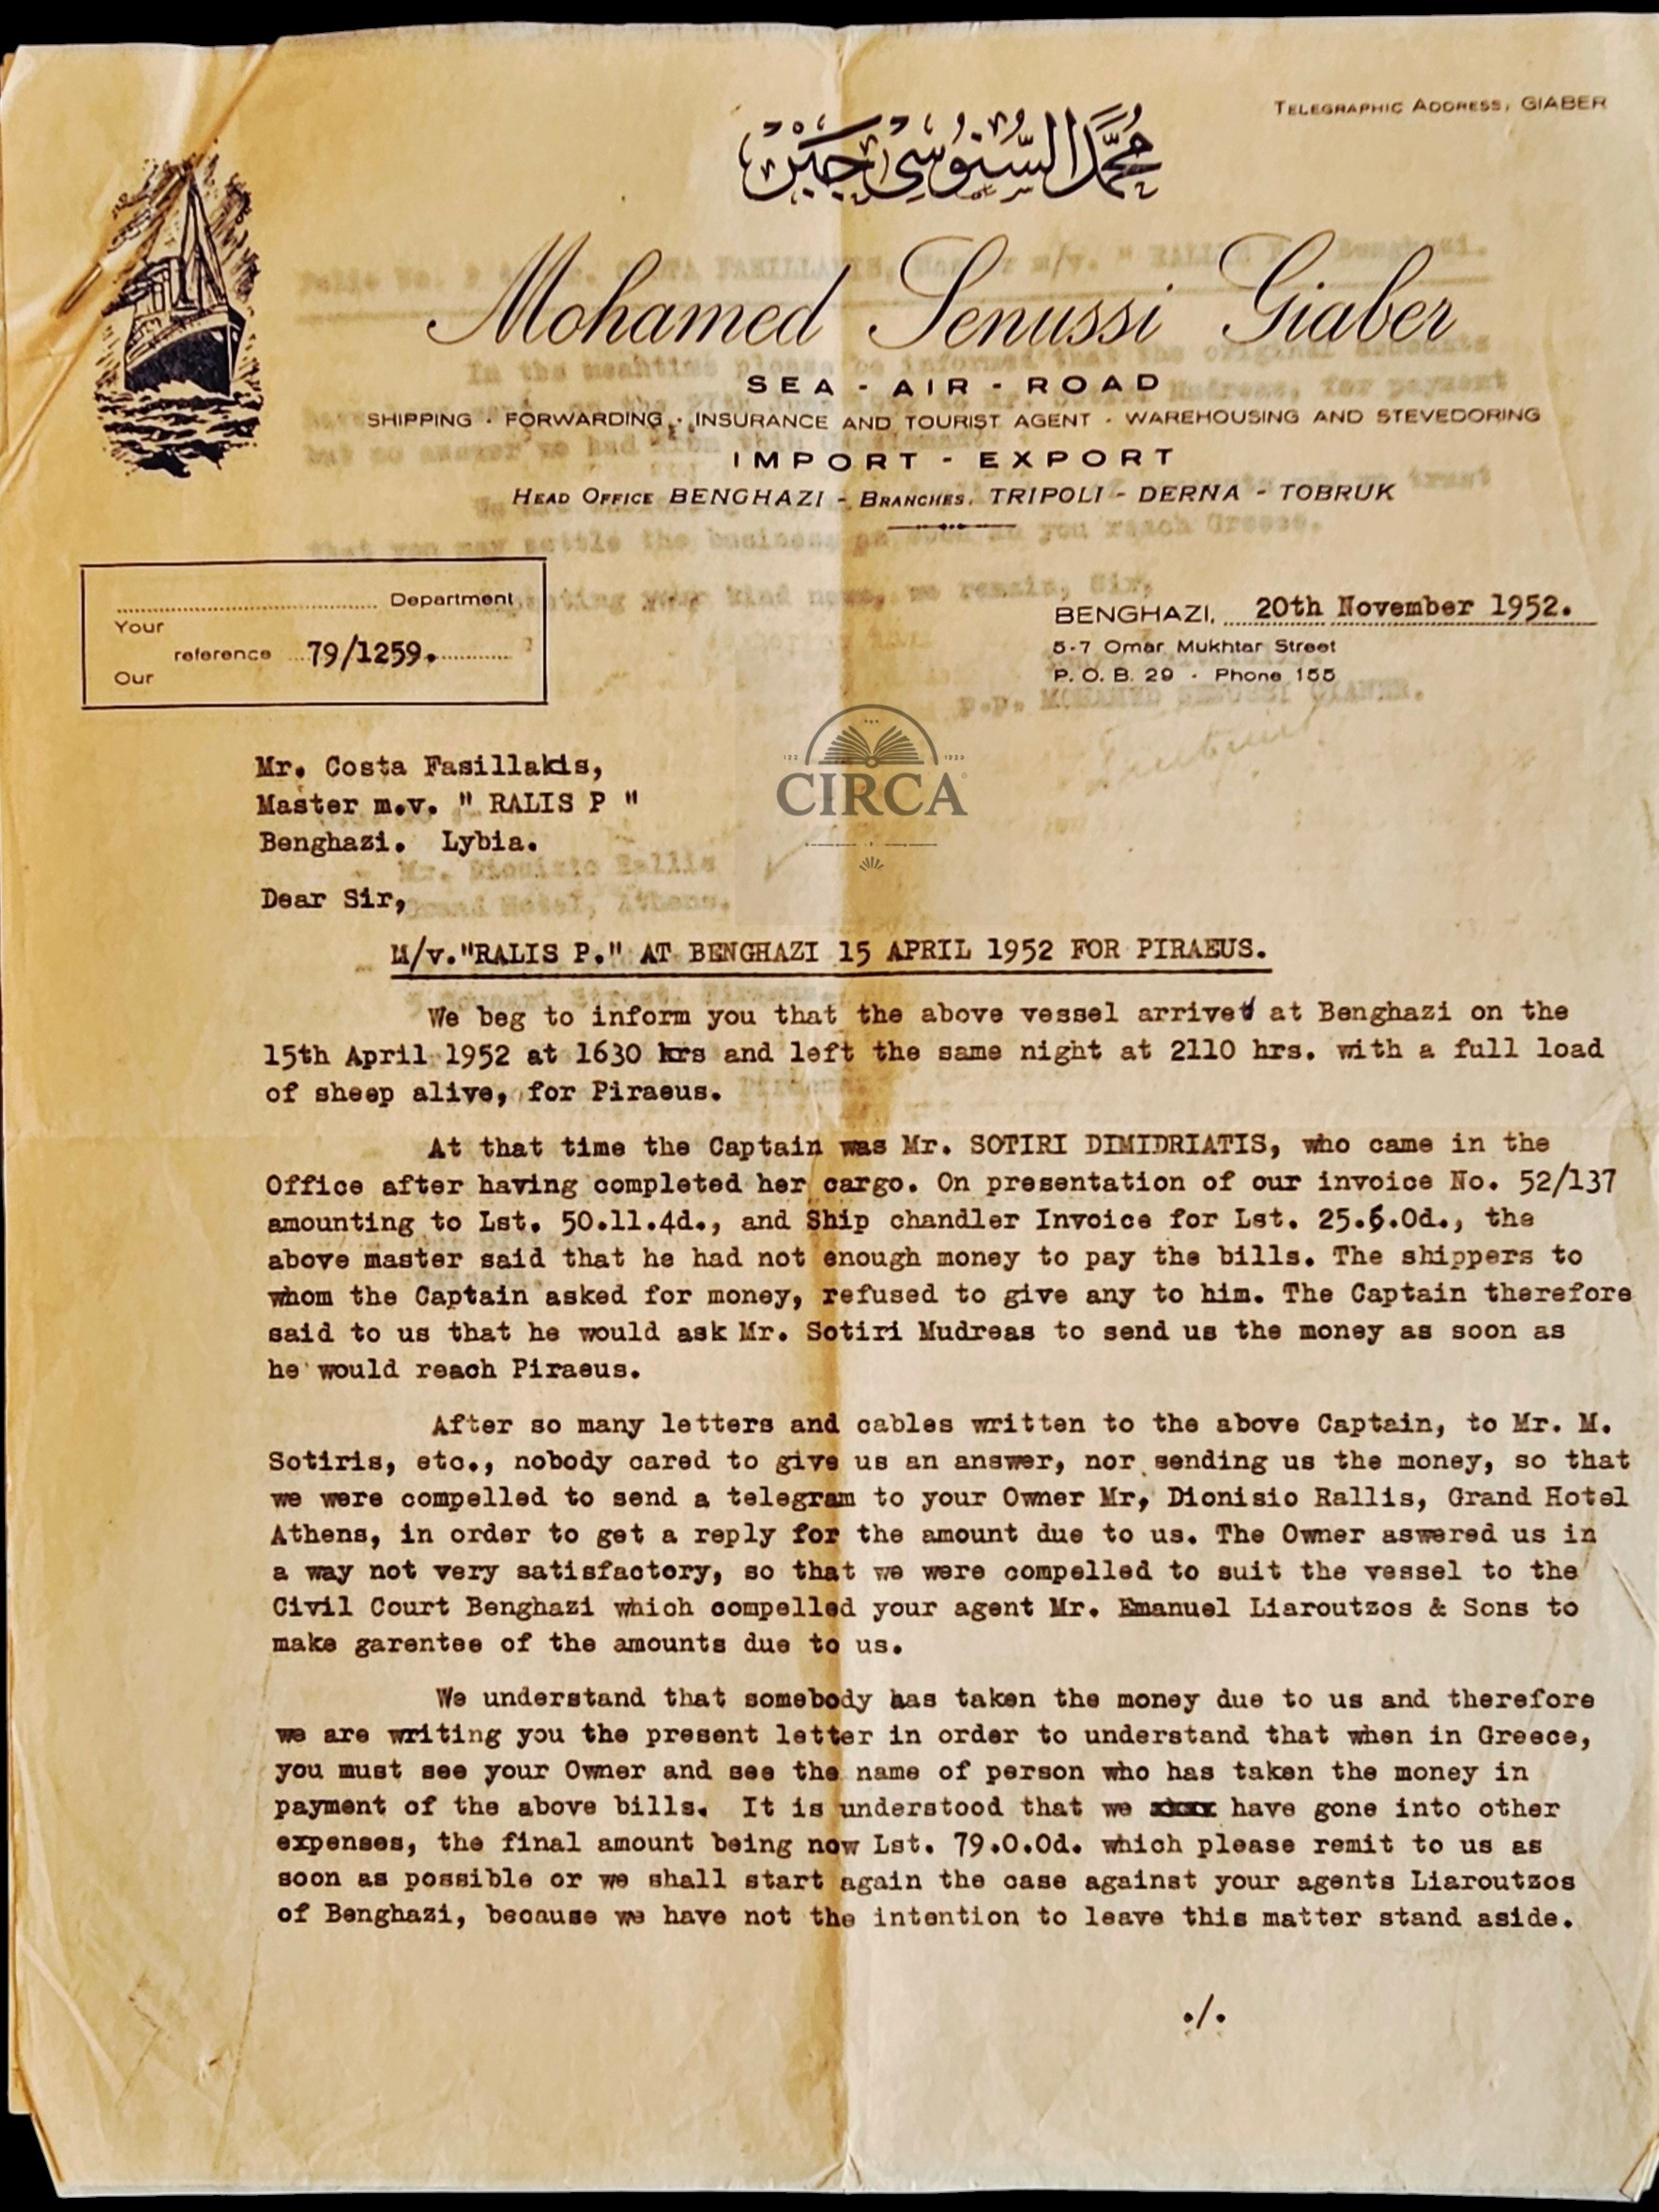 TELEGRAPHIC ADDRESS, GIABER
مُحَمَّد السَّنُوسِي جَبِر
Mohamed Senussi Giaber
SEA - AIR - ROAD
SHIPPING · FORWARDING · INSURANCE AND TOURIST AGENT · WAREHOUSING AND STEVEDORING
IMPORT - EXPORT
HEAD OFFICE BENGHAZI - BRANCHES, TRIPOLI - DERNA - TOBRUK
Department
Your
reference 79/1259.
Our
BENGHAZI, 20th November 1952.
5-7 Omar Mukhtar Street
P. O. B. 29 - Phone 155
CIRCA
Mr. Costa Fasillakis,
Master m.v. " RALIS P "
Benghazi. Lybia.
Dear Sir,
M/v."RALIS P." AT BENGHAZI 15 APRIL 1952 FOR PIRAEUS.
We beg to inform you that the above vessel arrived at Benghazi on the
15th April 1952 at 1630 hrs and left the same night at 2110 hrs. with a full load
of sheep alive, for Piraeus.
At that time the Captain was Mr. SOTIRI DIMIDRIATIS, who came in the
Office after having completed her cargo. On presentation of our invoice No. 52/137
amounting to Lst. 50.11.4d., and Ship chandler Invoice for Lst. 25.6.0d., the
above master said that he had not enough money to pay the bills. The shippers to
whom the Captain asked for money, refused to give any to him. The Captain therefore
said to us that he would ask Mr. Sotiri Mudreas to send us the money as soon as
he would reach Piraeus.
After so many letters and cables written to the above Captain, to Mr. M.
Sotiris, etc., nobody cared to give us an answer, nor sending us the money, so that
we were compelled to send a telegram to your Owner Mr, Dionisio Rallis, Grand Hotel
Athens, in order to get a reply for the amount due to us. The Owner aswered us in
a way not very satisfactory, so that we were compelled to suit the vessel to the
Civil Court Benghazi which compelled your agent Mr. Emanuel Liaroutzos & Sons to
make garentee of the amounts due to us.
We understand that somebody has taken the money due to us and therefore
we are writing you the present letter in order to understand that when in Greece,
you must see your Owner and see the name of person who has taken the money in
payment of the above bills. It is understood that we xxxx have gone into other
expenses, the final amount being now Lst. 79.0.0d. which please remit to us as
soon as possible or we shall start again the case against your agents Liaroutzos
of Benghazi, because we have not the intention to leave this matter stand aside.
./.